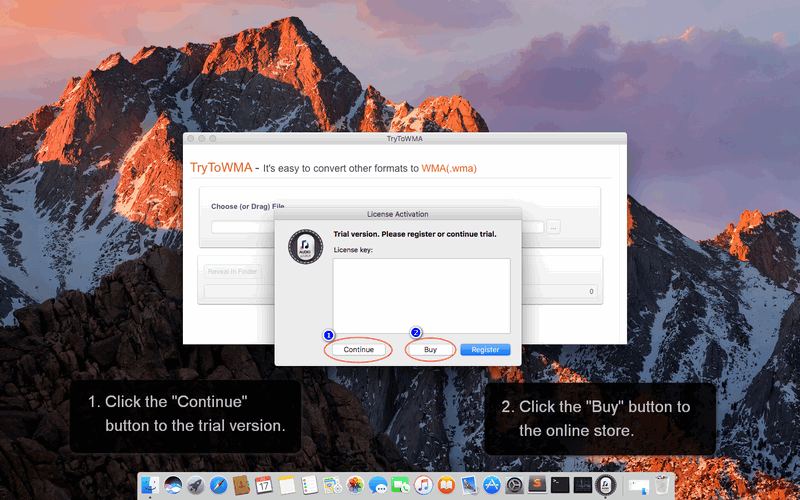 TryToWMA
TryToWMA - It's easy to convert other formats to WMA(.wma)
Choose (or Drag) File
...
License Activation
Trial version. Please register or continue trial.
License key:
AUDIO
Reveal In Finder
0
1
2
Continue
Buy
Register
1. Click the "Continue"
button to the trial version.
2. Click the "Buy" button to
the online store.
17